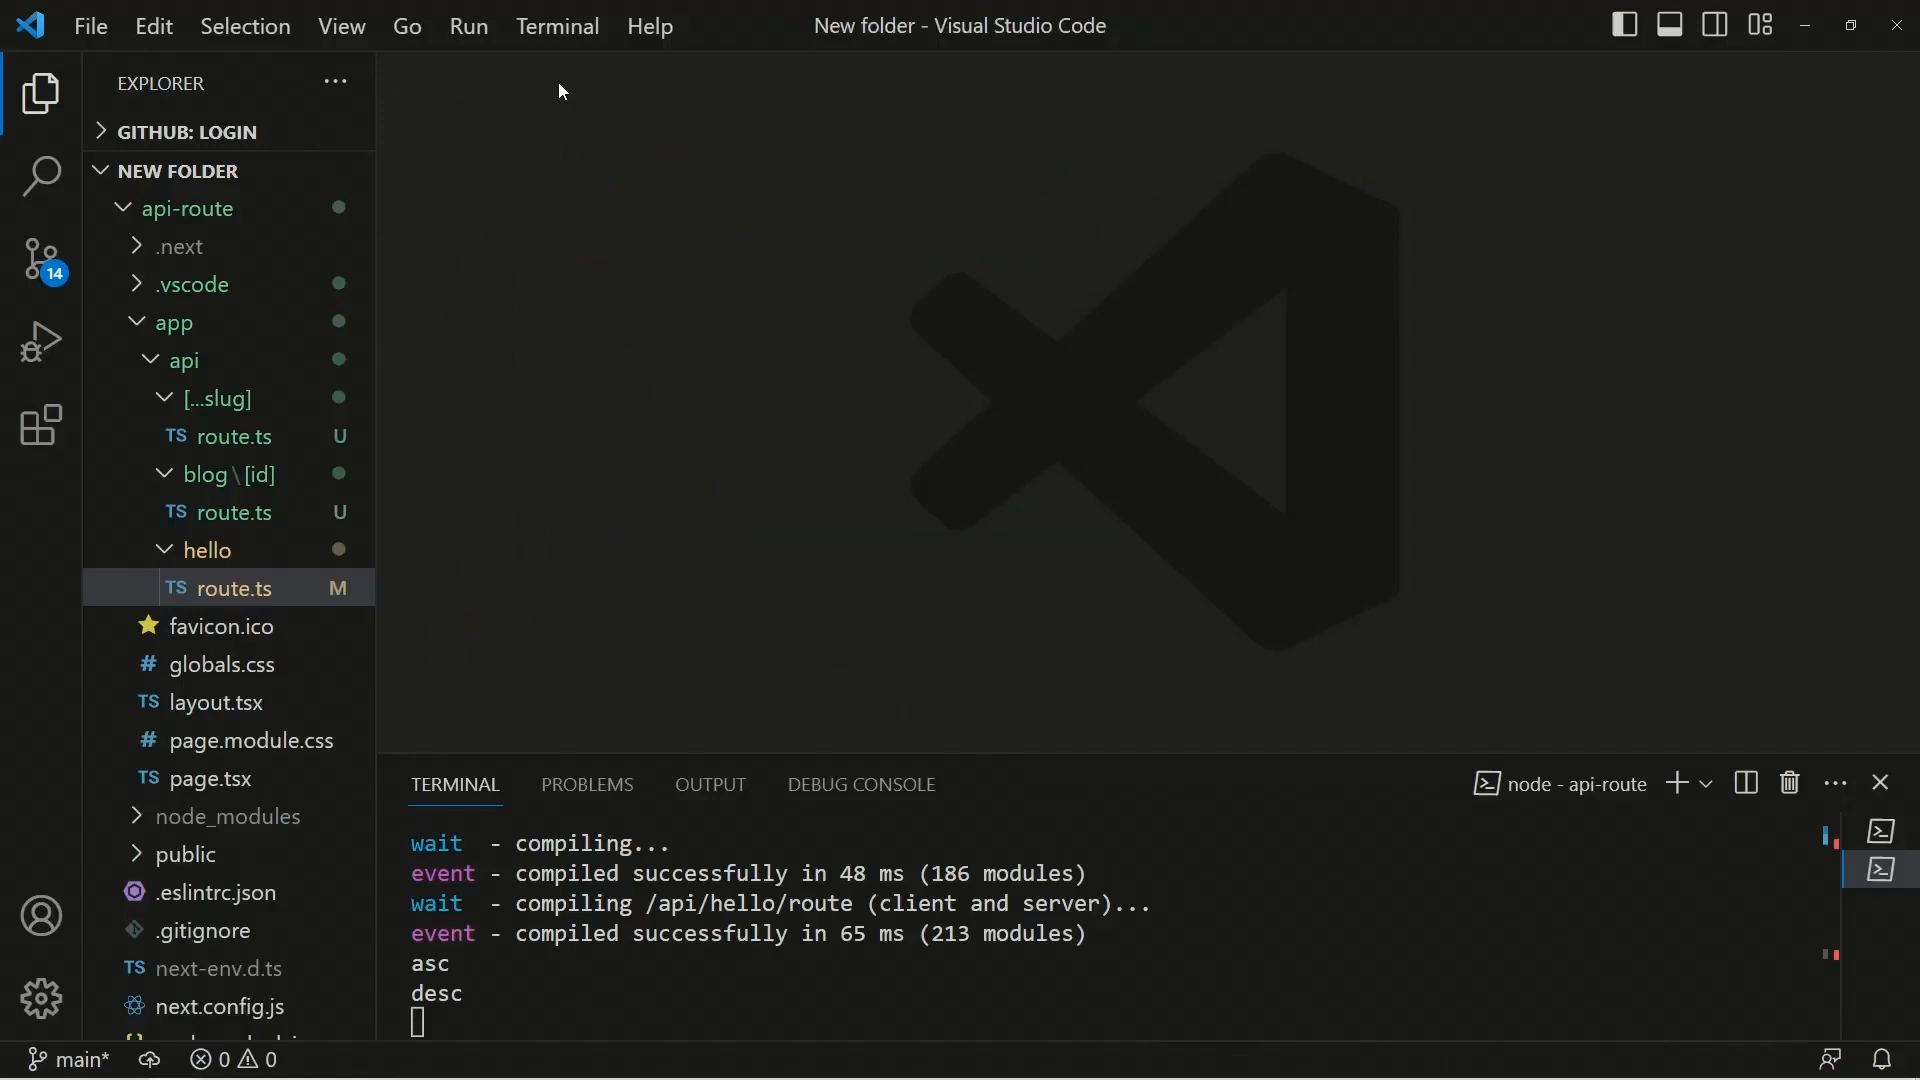 File Edit Selection View Go Run Terminal Help New folder - Visual Studio Code
EXPLORER
GITHUB: LOGIN
NEW FOLDER
api-route
.next
.vscode
app
api
[...slug]
TS route.ts U
blog\[id]
TS route.ts U
hello
TS route.ts M
favicon.ico
# globals.css
TS layout.tsx
# page.module.css
TS page.tsx
node_modules
public
.eslintrc.json
.gitignore
TS next-env.d.ts
next.config.js
14
TERMINAL PROBLEMS OUTPUT DEBUG CONSOLE node - api-route
wait - compiling...
event - compiled successfully in 48 ms (186 modules)
wait - compiling /api/hello/route (client and server)...
event - compiled successfully in 65 ms (213 modules)
asc
desc
main* 0 0